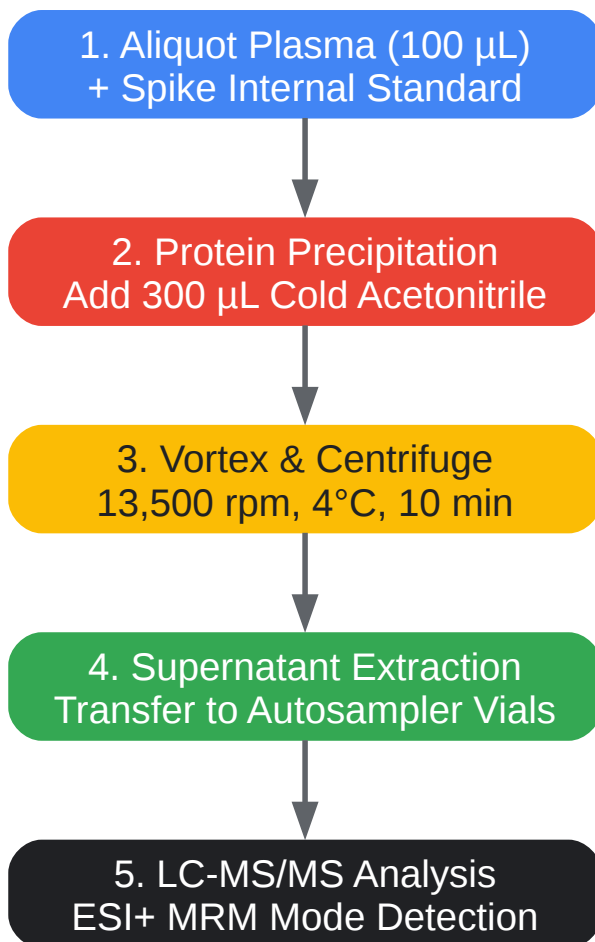 1. Aliquot Plasma (100 µL)
+ Spike Internal Standard
2. Protein Precipitation
Add 300 µL Cold Acetonitrile
3. Vortex & Centrifuge
13,500 rpm, 4°C, 10 min
4. Supernatant Extraction
Transfer to Autosampler Vials
5. LC-MS/MS Analysis
ESI+ MRM Mode Detection